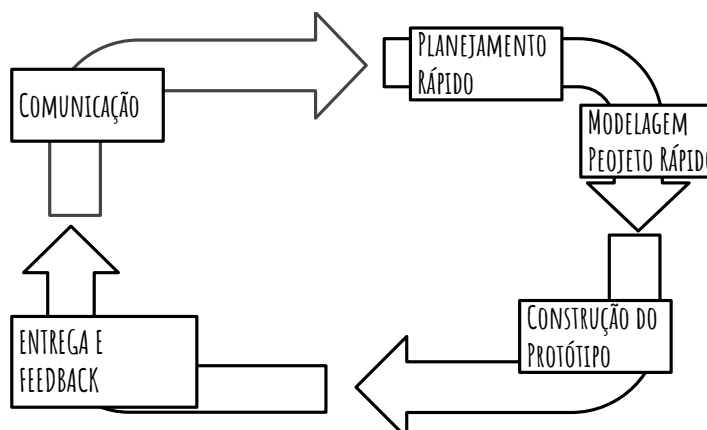 Planejamento
Rápido
Comunicação
Modelagem
Peojeto Rápido
Construção do
Protótipo
ENTREGA E
FEEDBACK